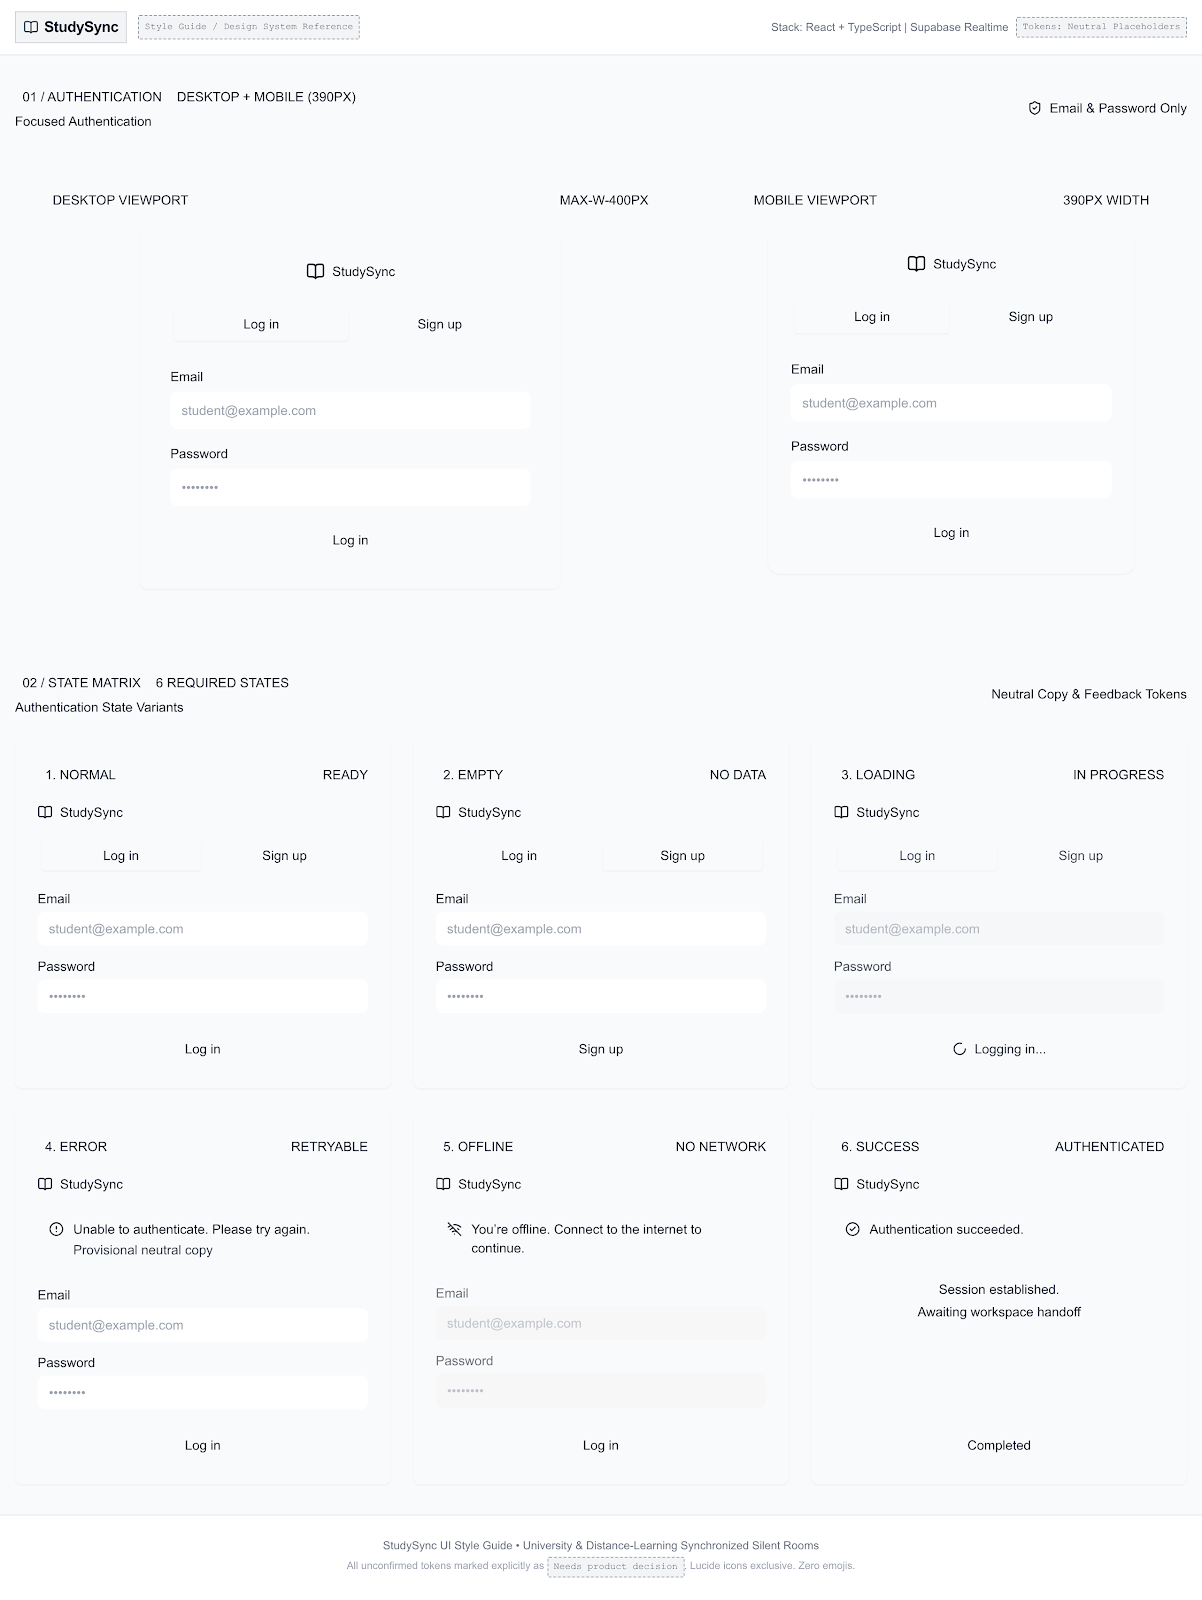 StudySync
Style Guide / Design System Reference
Stack: React + TypeScript | Supabase Realtime
Tokens: Neutral Placeholders
01 / AUTHENTICATION DESKTOP + MOBILE (390PX)
Focused Authentication
Email & Password Only
DESKTOP VIEWPORT
MAX-W-400PX
StudySync
Log in
Sign up
Email
student@example.com
Password
••••••••
Log in
MOBILE VIEWPORT
390PX WIDTH
StudySync
Log in
Sign up
Email
student@example.com
Password
••••••••
Log in
02 / STATE MATRIX 6 REQUIRED STATES
Authentication State Variants
Neutral Copy & Feedback Tokens
1. NORMAL
READY
StudySync
Log in
Sign up
Email
student@example.com
Password
••••••••
Log in
2. EMPTY
NO DATA
StudySync
Log in
Sign up
Email
student@example.com
Password
••••••••
Sign up
3. LOADING
IN PROGRESS
StudySync
Log in
Sign up
Email
student@example.com
Password
••••••••
Logging in...
4. ERROR
RETRYABLE
StudySync
Unable to authenticate. Please try again.
Provisional neutral copy
Email
student@example.com
Password
••••••••
Log in
5. OFFLINE
NO NETWORK
StudySync
You're offline. Connect to the internet to
continue.
Email
student@example.com
Password
••••••••
Log in
6. SUCCESS
AUTHENTICATED
StudySync
Authentication succeeded.
Session established.
Awaiting workspace handoff
Completed
StudySync UI Style Guide • University & Distance-Learning Synchronized Silent Rooms
All unconfirmed tokens marked explicitly as Needs product decision. Lucide icons exclusive. Zero emojis.